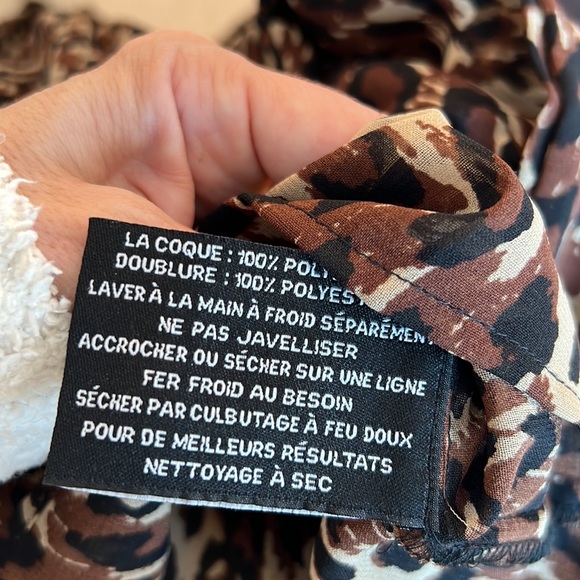 LA COQUE : 100% POLY
DOUBLURE : 100% POLYEST
LAVER À LA MAIN À FROID SÉPARÉMENT
NE PAS JAVELLISER
ACCROCHER OU SÉCHER SUR UNE LIGNE
FER FROID AU BESOIN
SÉCHER PAR CULBUTAGE À FEU DOUX
POUR DE MEILLEURS RÉSULTATS
NETTOYAGE À SEC